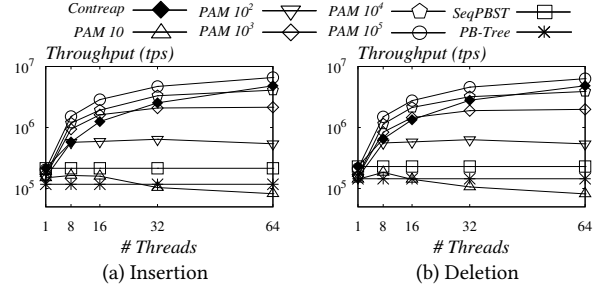 Contreap PAM 10² PAM 10⁴ SeqPBST
PAM 10 PAM 10³ PAM 10⁵ PB-Tree
Throughput (tps) Throughput (tps)
10⁷ 10⁷
10⁶ 10⁶
10⁵ 10⁵
1 8 16 32 64 1 8 16 32 64
# Threads # Threads
(a) Insertion (b) Deletion